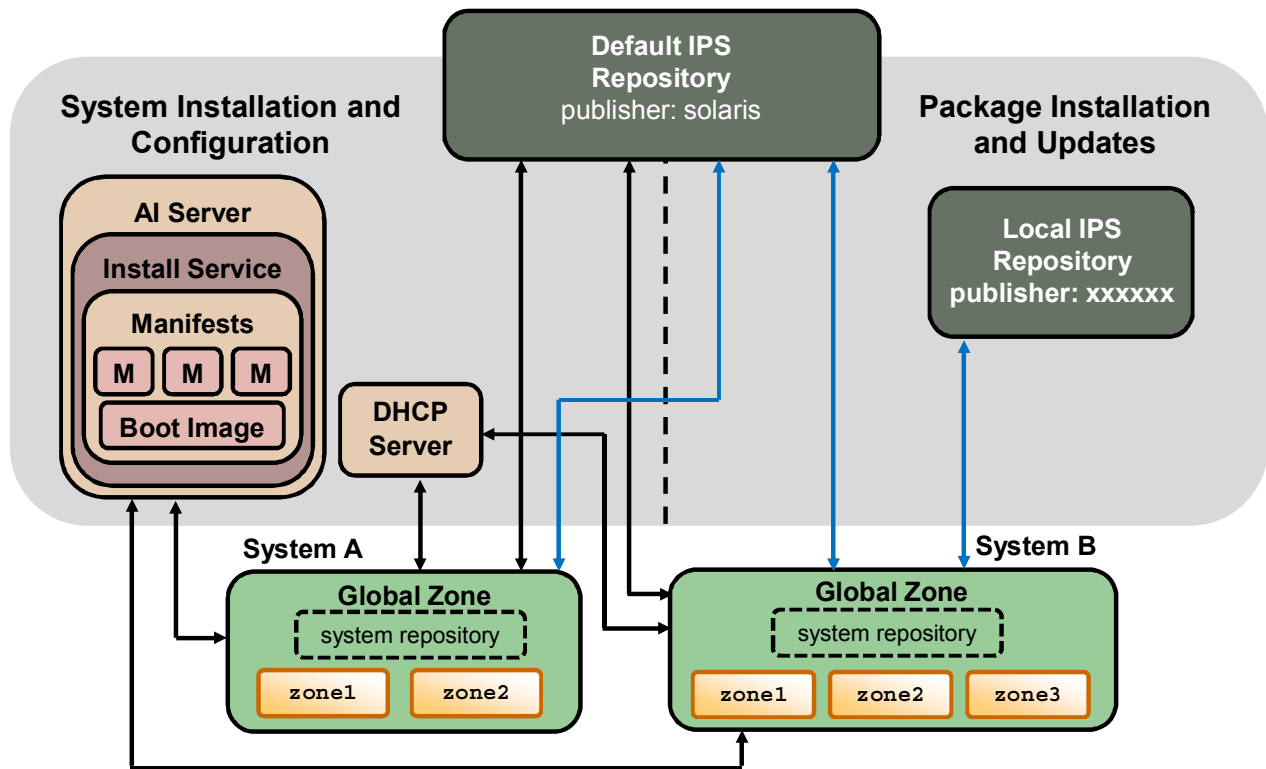 Default IPS
Repository
publisher: solaris
System Installation and
Configuration
Package Installation
and Updates
AI Server
Install Service
Manifests
M M M
Boot Image
DHCP
Server
Local IPS
Repository
publisher: xxxxxx
System A
Global Zone
system repository
zone1 zone2
System B
Global Zone
system repository
zone1 zone2 zone3